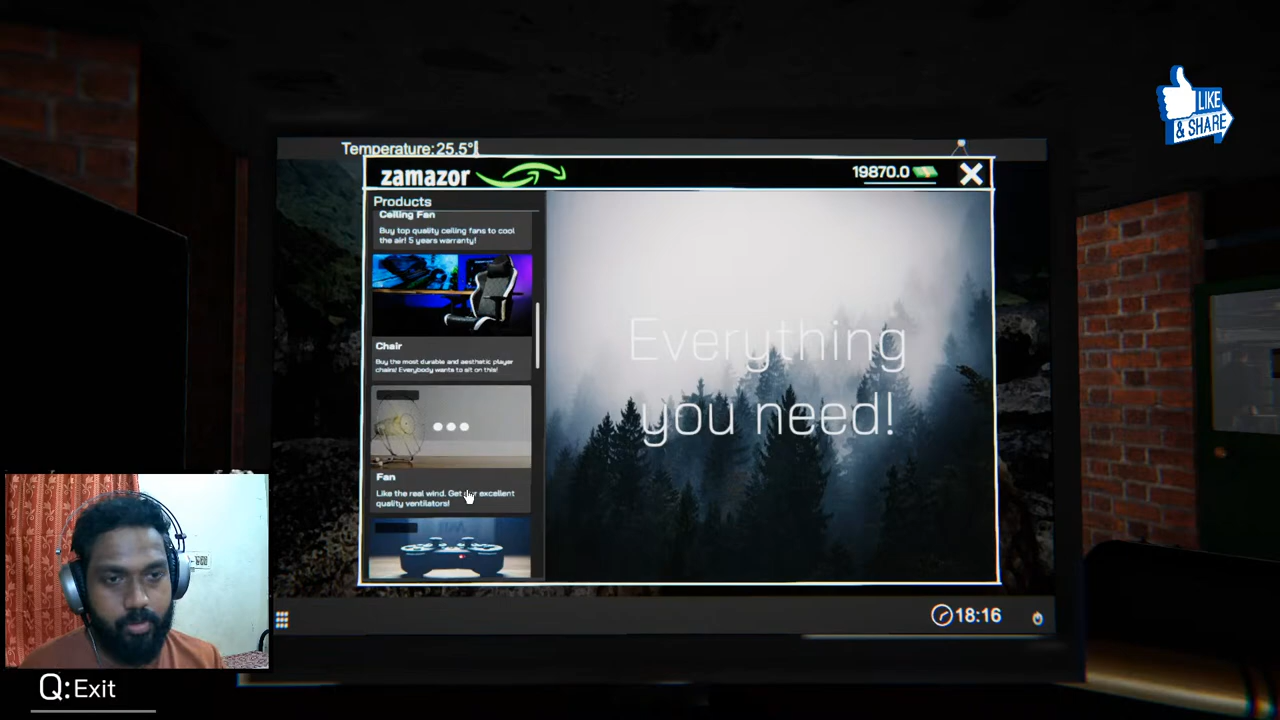 LIKE
& SHARE
Temperature: 25.5°
zamazor
19870.0
Products
Ceiling Fan
Buy top quality ceiling fans to cool
the air! 5 years warranty!
Chair
Buy the most durable and aesthetic player
chairs! Everybody wants to sit on this!
Fan
Like the real wind. Get our excellent
quality ventilators!
Everything
you need!
18:16
Q:Exit